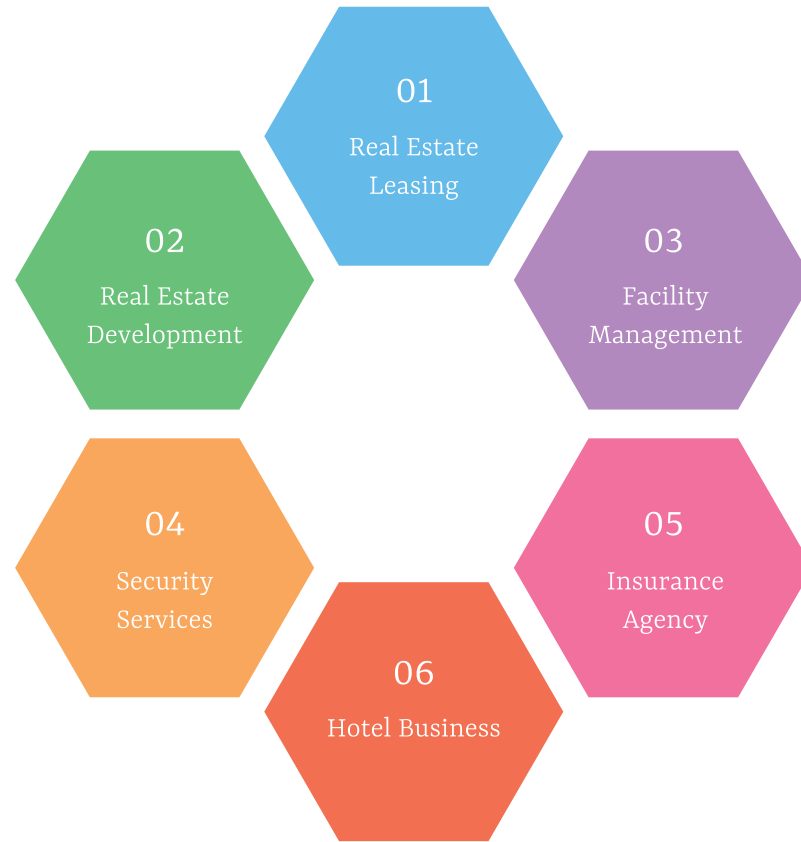 01
Real Estate
Leasing
02
Real Estate
Development
03
Facility
Management
04
Security
Services
05
Insurance
Agency
06
Hotel Business